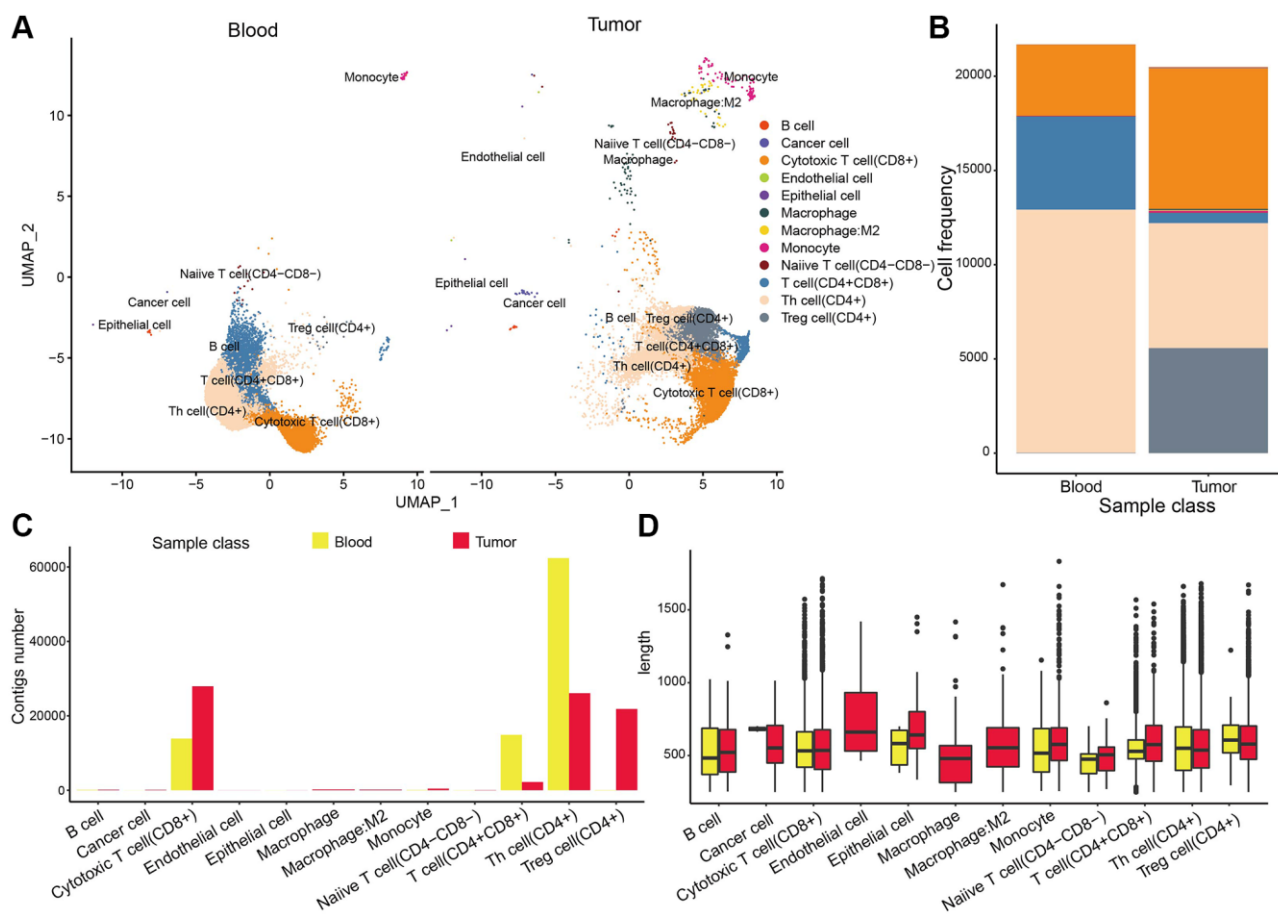 A
Blood
Tumor
Monocyte
Monocyte
Macrophage:M2
Naiive T cell(CD4−CD8−)
Macrophage
Endothelial cell
Naiive T cell(CD4−CD8−)
Cancer cell
Epithelial cell
Treg cell(CD4+)
B cell
T cell(CD4+CD8+)
Th cell(CD4+)
Cytotoxic T cell(CD8+)
Epithelial cell
Cancer cell
B cell
Treg cell(CD4+)
T cell(CD4+CD8+)
Th cell(CD4+)
Cytotoxic T cell(CD8+)
UMAP_2
10
5
0
−5
−10
−10
−5
0
5
10
−10
−5
0
5
10
UMAP_1
B cell
Cancer cell
Cytotoxic T cell(CD8+)
Endothelial cell
Epithelial cell
Macrophage
Macrophage:M2
Monocyte
Naiive T cell(CD4−CD8−)
T cell(CD4+CD8+)
Th cell(CD4+)
Treg cell(CD4+)
B
Cell frequency
20000
15000
10000
5000
0
Blood
Tumor
Sample class
C
Sample class
Blood
Tumor
Contigs number
60000
40000
20000
0
B cell
Cancer cell
Cytotoxic T cell(CD8+)
Endothelial cell
Epithelial cell
Macrophage
Macrophage:M2
Monocyte
Naiive T cell(CD4−CD8−)
T cell(CD4+CD8+)
Th cell(CD4+)
Treg cell(CD4+)
D
length
1500
1000
500
B cell
Cancer cell
Cytotoxic T cell(CD8+)
Endothelial cell
Epithelial cell
Macrophage
Macrophage:M2
Monocyte
Naiive T cell(CD4−CD8−)
T cell(CD4+CD8+)
Th cell(CD4+)
Treg cell(CD4+)